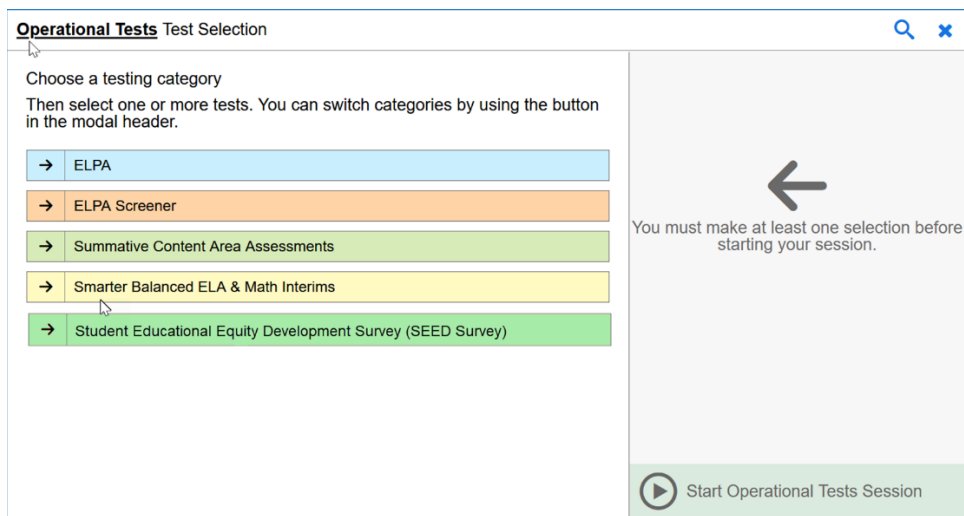 Operational Tests Test Selection
Choose a testing category
Then select one or more tests. You can switch categories by using the button
in the modal header.
ELPA
ELPA Screener
Summative Content Area Assessments
Smarter Balanced ELA & Math Interims
Student Educational Equity Development Survey (SEED Survey)
You must make at least one selection before
starting your session.
Start Operational Tests Session